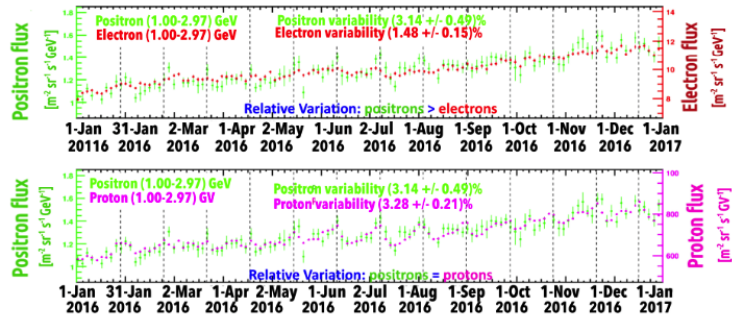 Positron (1.00-2.97) GeV
Electron (1.00-2.97) GeV
Positron variability (3.14 +/- 0.49)%
Electron variability (1.48 +/- 0.15)%
Positron flux
[m⁻² sr⁻¹ s⁻¹ GeV⁻¹]
1.8
1.6
1.4
1.2
1
14
12
10
8
Electron flux
[m⁻² sr⁻¹ s⁻¹ GeV⁻¹]
Relative Variation: positrons > electrons
1-Jan 31-Jan 2-Mar 1-Apr 2-May 1-Jun 2-Jul 1-Aug 1-Sep 1-Oct 1-Nov 1-Dec 1-Jan
20116 2016 2016 2016 2016 2016 2016 2016 2016 2016 2016 2016 2017
Positron (1.00-2.97) GeV
Proton (1.00-2.97) GV
Positron variability (3.14 +/- 0.49)%
Proton variability (3.28 +/- 0.21)%
Positron flux
[m⁻² sr⁻¹ s⁻¹ GeV⁻¹]
1.8
1.6
1.4
1.2
1
1000
800
600
Proton flux
[m⁻² sr⁻¹ s⁻¹ GV⁻¹]
Relative Variation: positrons = protons
1-Jan 31-Jan 2-Mar 1-Apr 2-May 1-Jun 2-Jul 1-Aug 1-Sep 1-Oct 1-Nov 1-Dec 1-Jan
2016 2016 2016 2016 2016 2016 2016 2016 2016 2016 2016 2016 2017